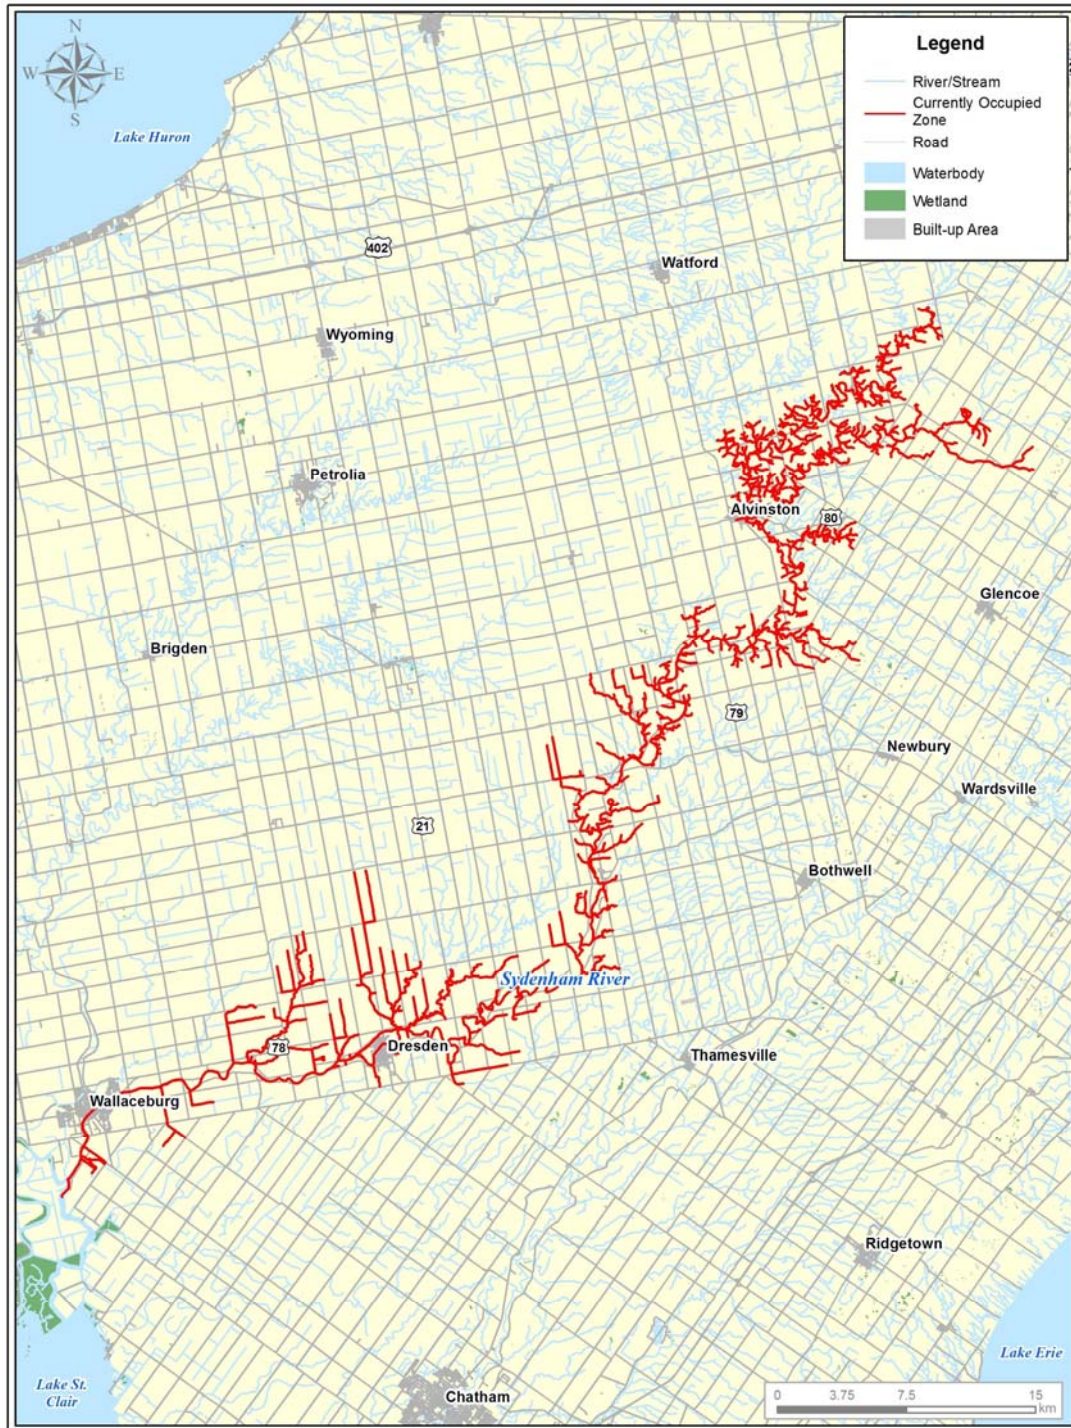 N
W
E
S
Legend
River/Stream
Currently Occupied
Zone
Road
Waterbody
Wetland
Built-up Area
Lake Huron
402
Watford
Wyoming
Petrolia
Alvinston
80
Glencoe
Brigden
79
Newbury
Wardsville
21
Bothwell
Sydenham River
78
Dresden
Thamesville
Wallaceburg
Ridgetown
Lake Erie
Lake St.
Clair
Chatham
0 3.75 7.5 15
km